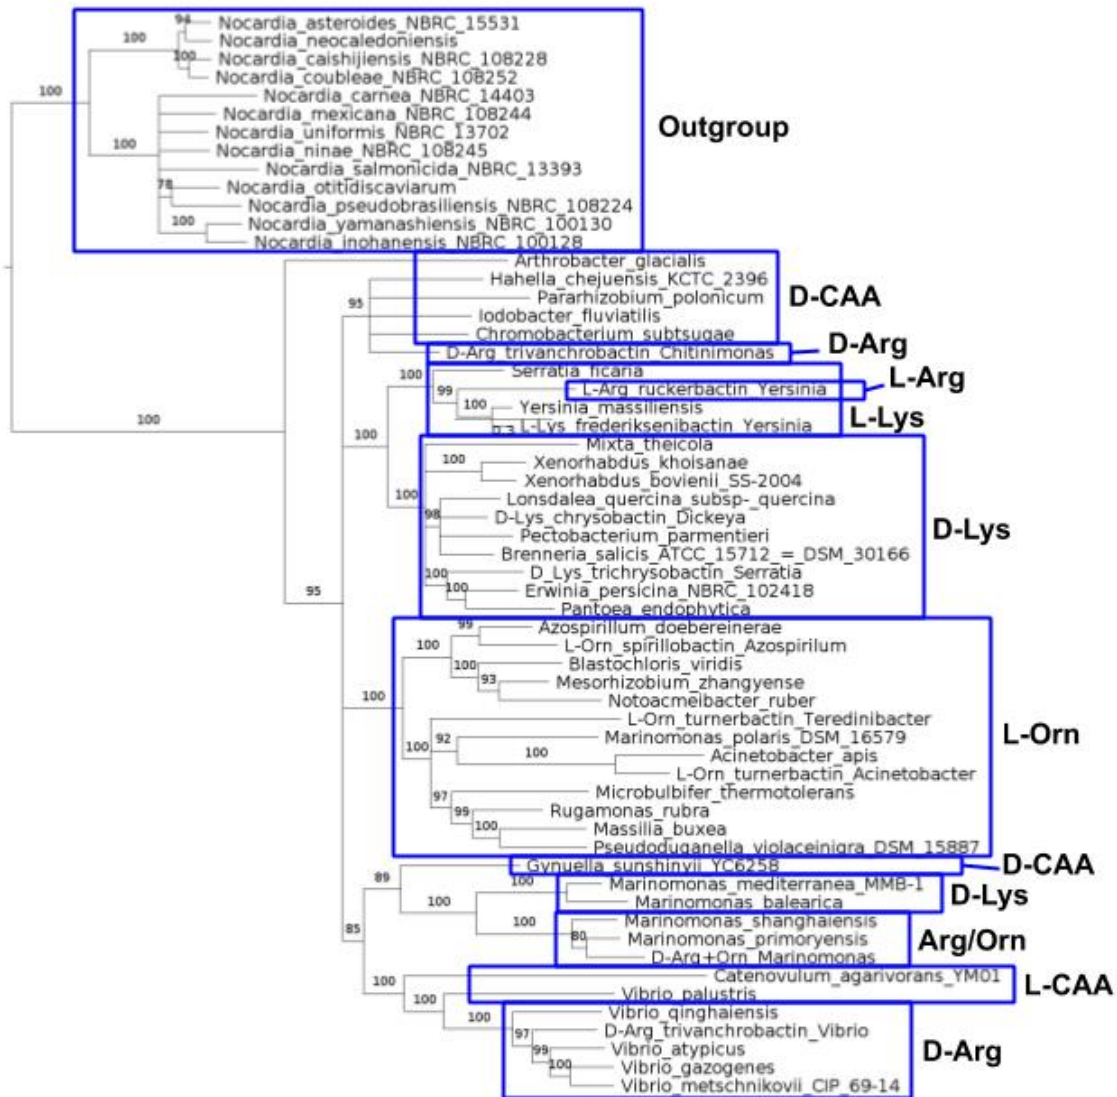 94
Nocardia_asteroides_NBRC_15531
100
Nocardia_neocaledoniensis
100
Nocardia_caishijiensis_NBRC_108228
Nocardia_coubleae_NBRC_108252
100
Nocardia_carnea_NBRC_14403
Nocardia_mexicana_NBRC_108244
Nocardia_uniformis_NBRC_13702
Outgroup
100
Nocardia_ninae_NBRC_108245
Nocardia_salmonicida_NBRC_13393
78
Nocardia_otitidiscaviarum
Nocardia_pseudobrasiliensis_NBRC_108224
100
Nocardia_yamanashiensis_NBRC_100130
Nocardia_inohanensis_NBRC_100128
Arthrobacter_glacialis
Hahella_chejuensis_KCTC_2396
95
Pararhizobium_polonicum
D-CAA
Iodobacter_fluviatilis
Chromobacterium_subtsugae
D-Arg_trivanchrobactin_Chitinimonas
D-Arg
100
Serratia_ficaria
99
L-Arg_ruckerbactin_Yersinia
L-Arg
100
Yersinia_massiliensis
L-Lys
100
100
L-Lys_frederiksenibactin_Yersinia
Mixta_theicola
100
Xenorhabdus_khoisanae
Xenorhabdus_bovienii_SS-2004
100
Lonsdalea_quercina_subsp-_quercina
98
D-Lys_chrysobactin_Dickeya
D-Lys
Pectobacterium_parmentieri
Brenneria_salicis_ATCC_15712_=_DSM_30166
100
D_Lys_trichrysobactin_Serratia
100
Erwinia_persicina_NBRC_102418
95
Pantoea_endophytica
99
Azospirillum_doebereinerae
100
L-Orn_spirillobactin_Azospirilum
100
Blastochloris_viridis
93
Mesorhizobium_zhangyense
100
Notoacmeibacter_ruber
L-Orn_turnerbactin_Teredinibacter
92
Marinomonas_polaris_DSM_16579
L-Orn
100
100
Acinetobacter_apis
L-Orn_turnerbactin_Acinetobacter
97
Microbulbifer_thermotolerans
99
Rugamonas_rubra
100
Massilia_buxea
Pseudoduganella_violaceinigra_DSM_15887
Gynuella_sunshinyii_YC6258
D-CAA
89
100
Marinomonas_mediterranea_MMB-1
D-Lys
100
Marinomonas_balearica
85
100
Marinomonas_shanghaiensis
80
Marinomonas_primoryensis
Arg/Orn
D-Arg+Orn_Marinomonas
100
Catenovulum_agarivorans_YM01
L-CAA
Vibrio_palustris
100
Vibrio_qinghaiensis
97
D-Arg_trivanchrobactin_Vibrio
99
Vibrio_atypicus
D-Arg
100
Vibrio_gazogenes
Vibrio_metschnikovii_CIP_69-14